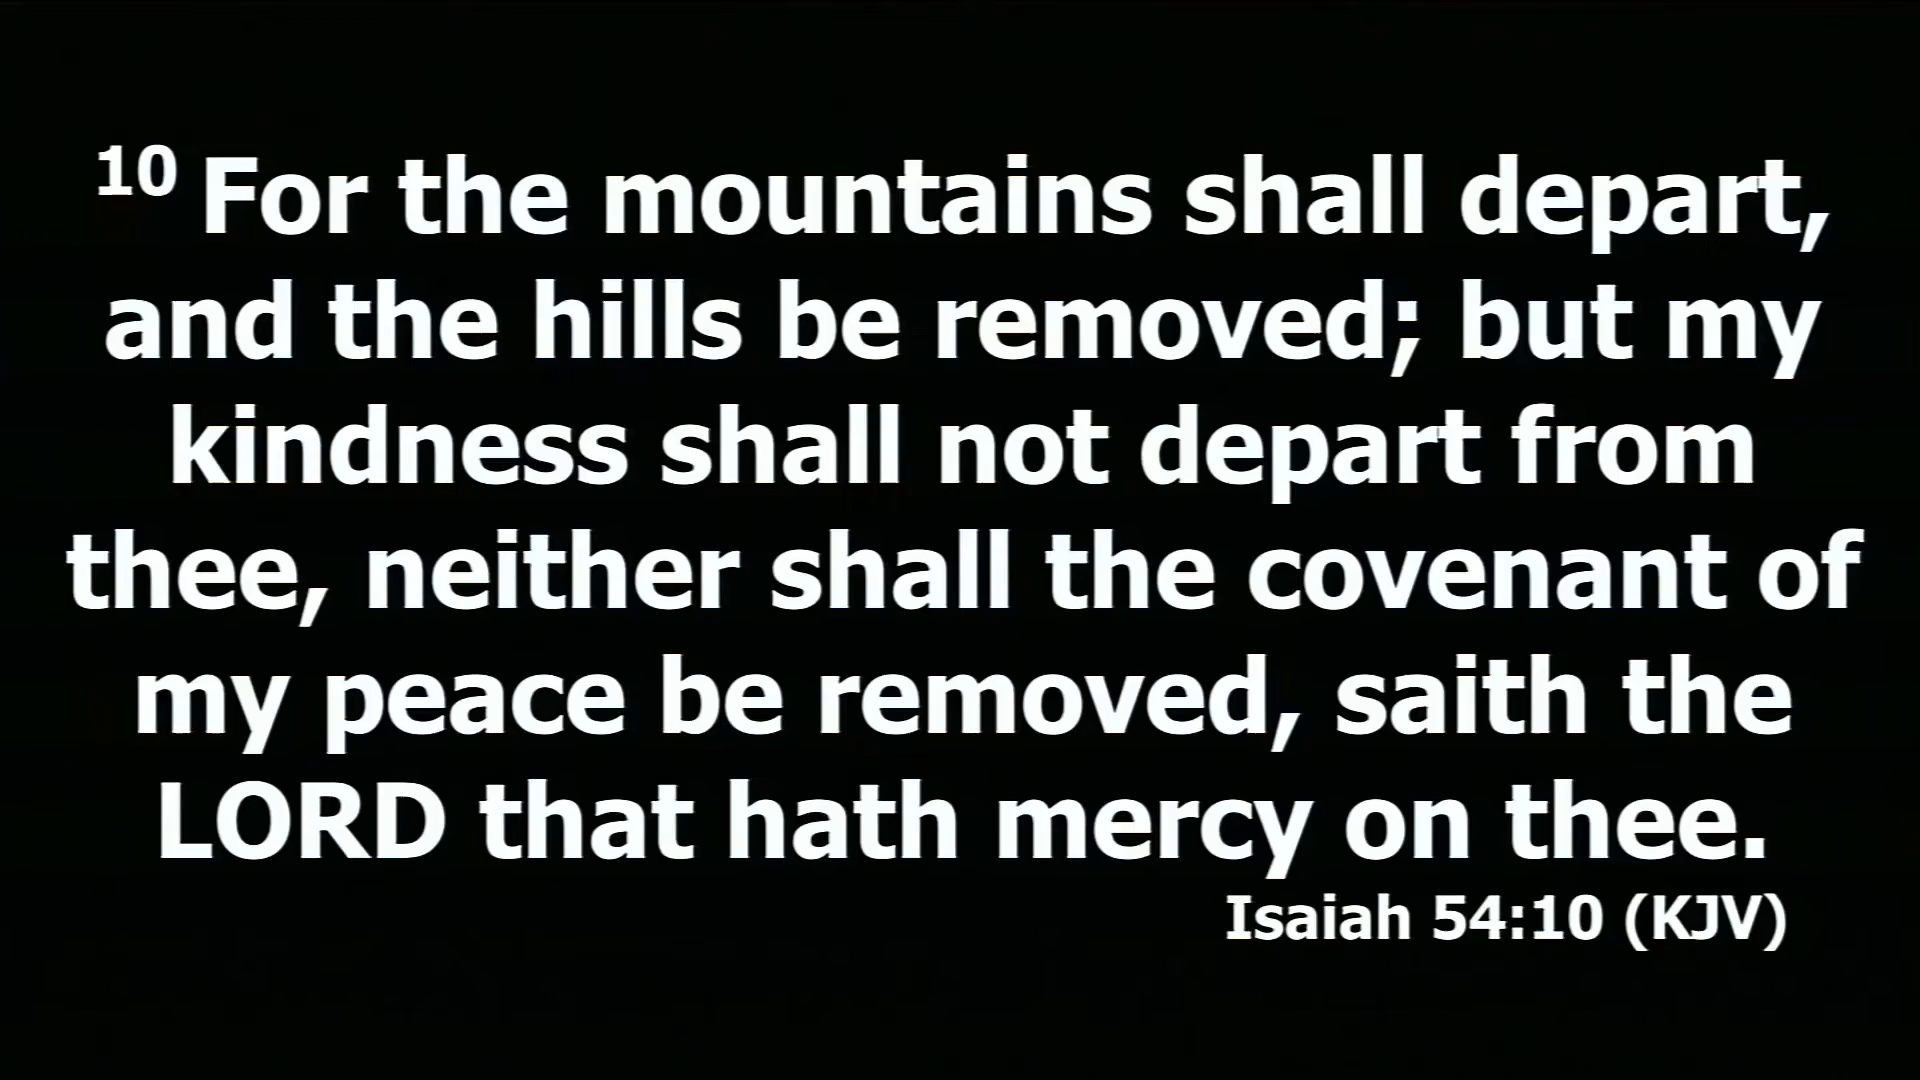 10 For the mountains shall depart,
and the hills be removed; but my
kindness shall not depart from
thee, neither shall the covenant of
my peace be removed, saith the
LORD that hath mercy on thee.
Isaiah 54:10 (KJV)